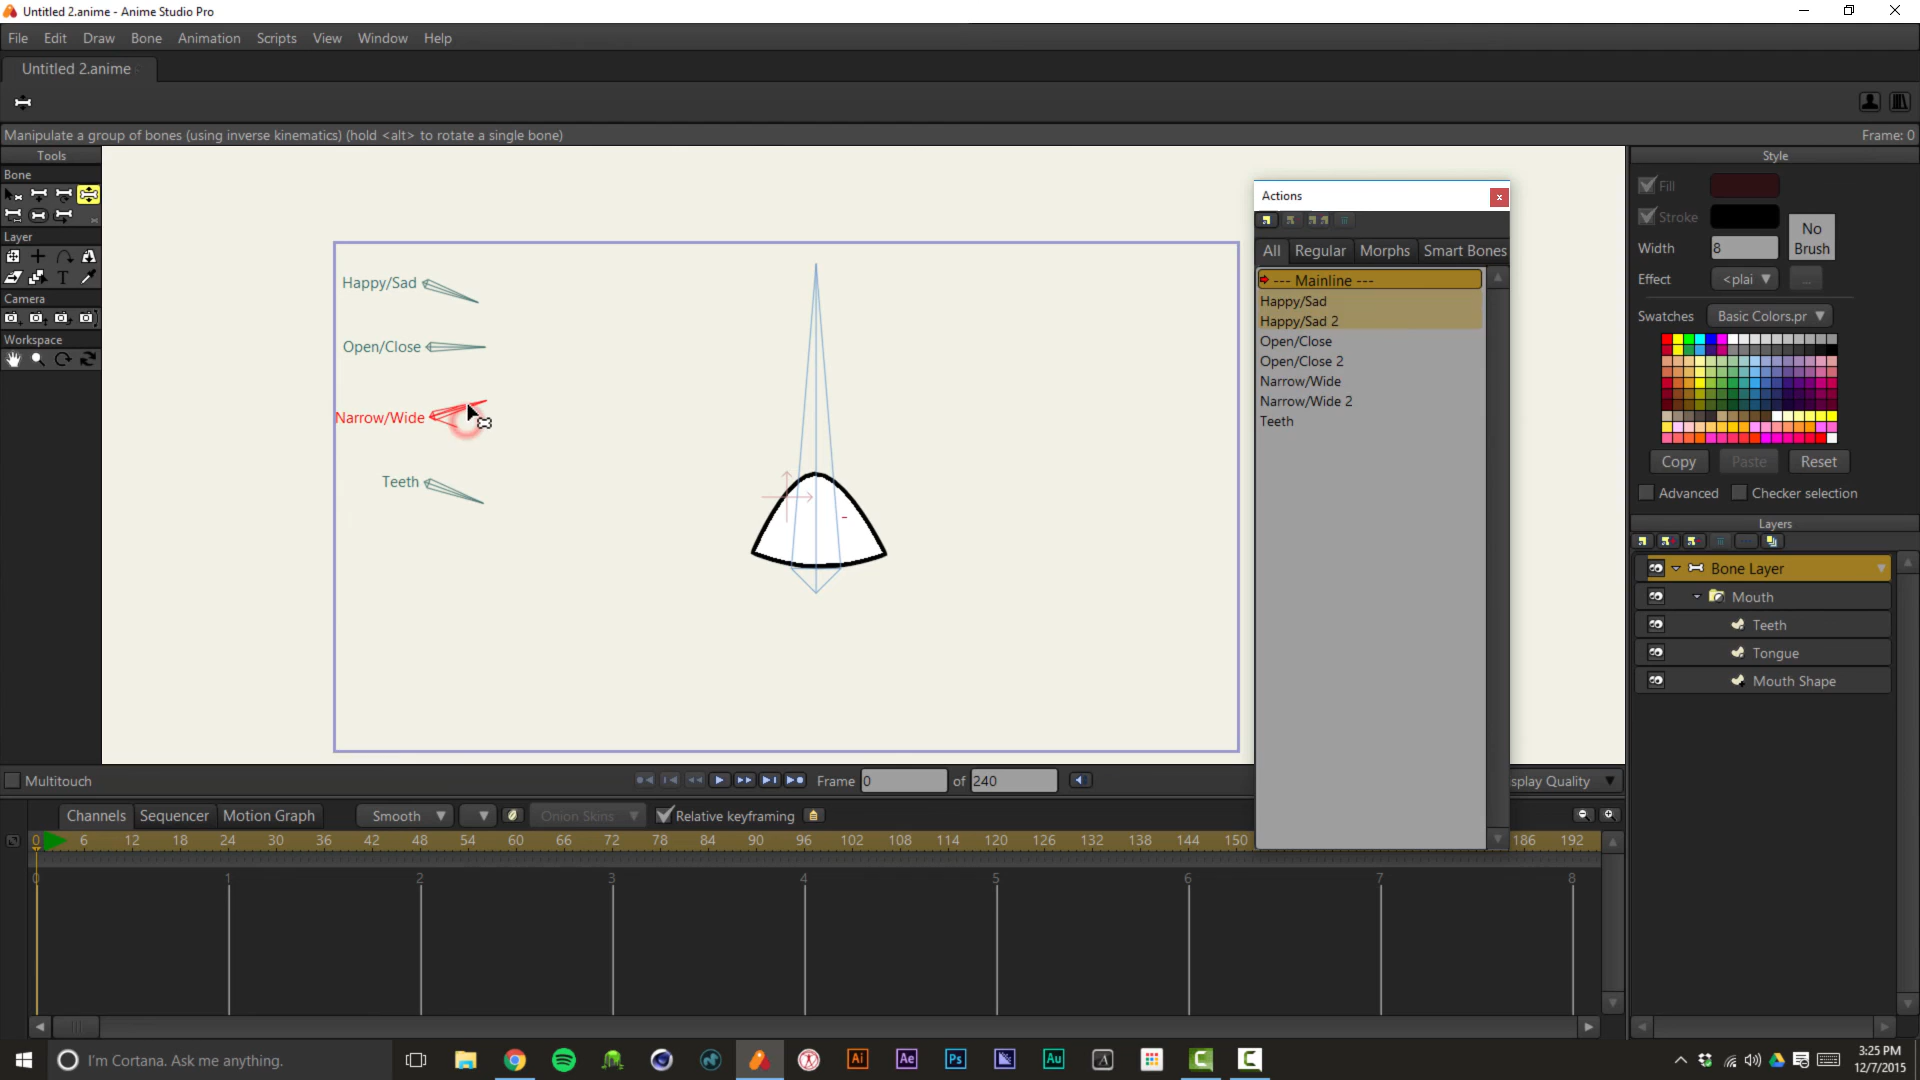 Untitled 2.anime - Anime Studio Pro
File Edit Draw Bone Animation Scripts View Window Help
Untitled 2.anime
Manipulate a group of bones (using inverse kinematics) (hold <alt> to rotate a single bone)
Frame: 0
Tools
Bone
Layer
Camera
Workspace
Happy/Sad
Open/Close
Narrow/Wide
Teeth
Actions
All Regular Morphs Smart Bones
--- Mainline ---
Happy/Sad
Happy/Sad 2
Open/Close
Open/Close 2
Narrow/Wide
Narrow/Wide 2
Teeth
Style
Fill
Stroke
Width 8
No
Brush
Effect <plai ...
Swatches Basic Colors.pr
Copy Paste Reset
Advanced Checker selection
Layers
Bone Layer
Mouth
Teeth
Tongue
Mouth Shape
Multitouch
Frame 0 of 240
splay Quality
Channels Sequencer Motion Graph Smooth Onion Skins Relative keyframing
0 6 12 18 24 30 36 42 48 54 60 66 72 78 84 90 96 102 108 114 120 126 132 138 144 150 186 192
0 1 2 3 4 5 6 7 8
I'm Cortana. Ask me anything.
Ai Ae Ps Au
3:25 PM
12/7/2015